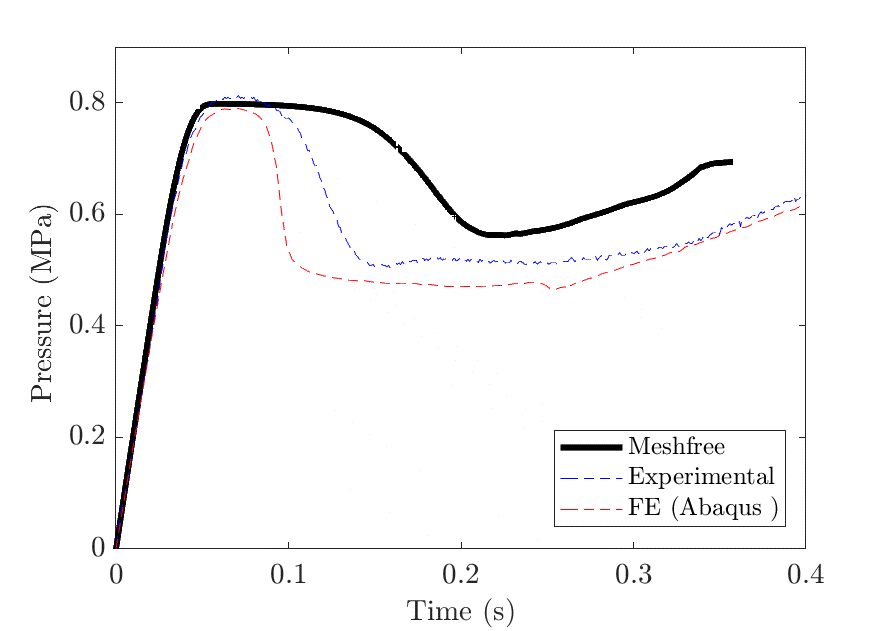 0.8
0.6
0.4
0.2
0
Pressure (MPa)
0 0.1 0.2 0.3 0.4
Time (s)
Meshfree
Experimental
FE (Abaqus )